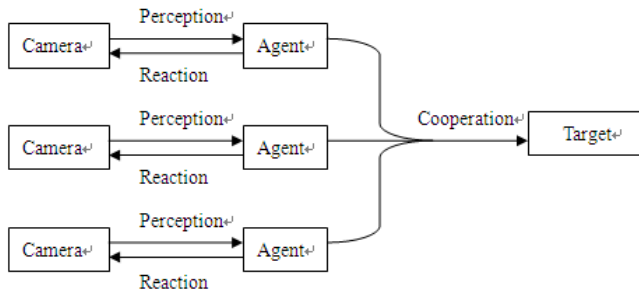 Perception
Camera
Agent
Reaction
Perception
Cooperation
Camera
Agent
Target
Reaction
Perception
Camera
Agent
Reaction